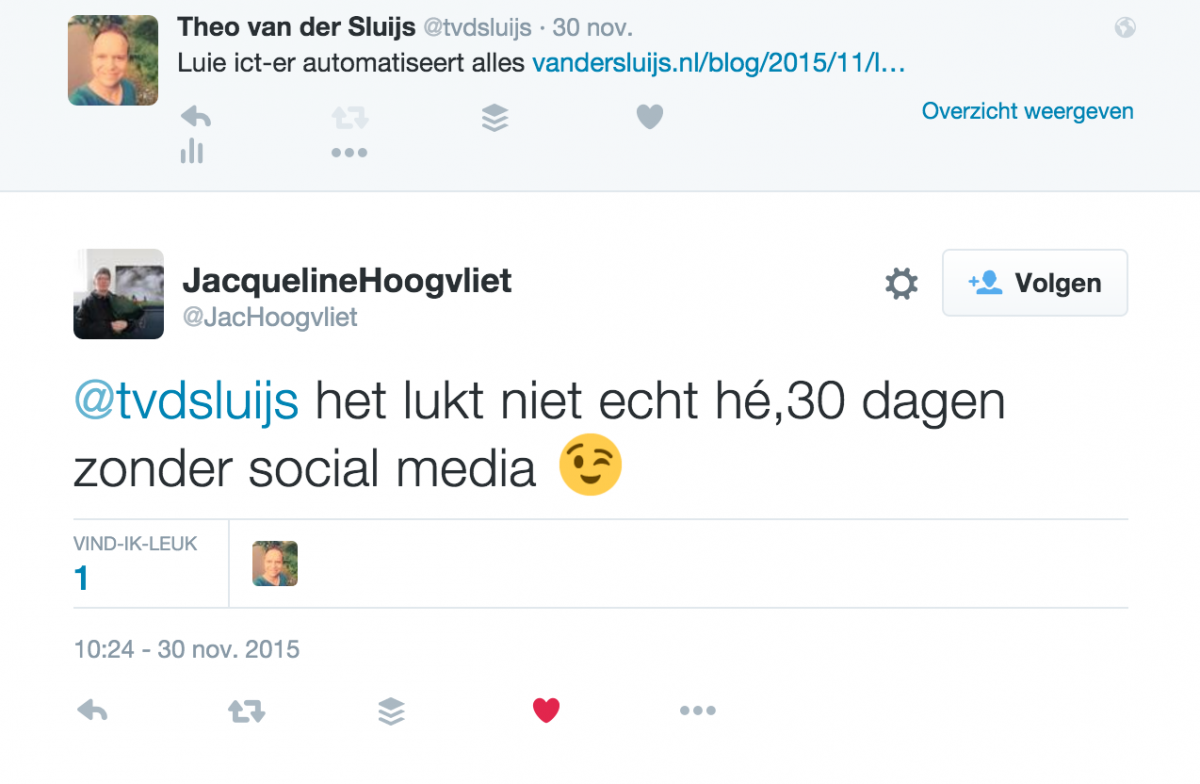 Theo van der Sluijs @tvdsluijs · 30 nov.
Luie ict-er automatiseert alles vandersluijs.nl/blog/2015/11/l…
Overzicht weergeven
JacquelineHoogvliet
@JacHoogvliet
Volgen
@tvdsluijs het lukt niet echt hé,30 dagen
zonder social media 😉
VIND-IK-LEUK
1
10:24 - 30 nov. 2015